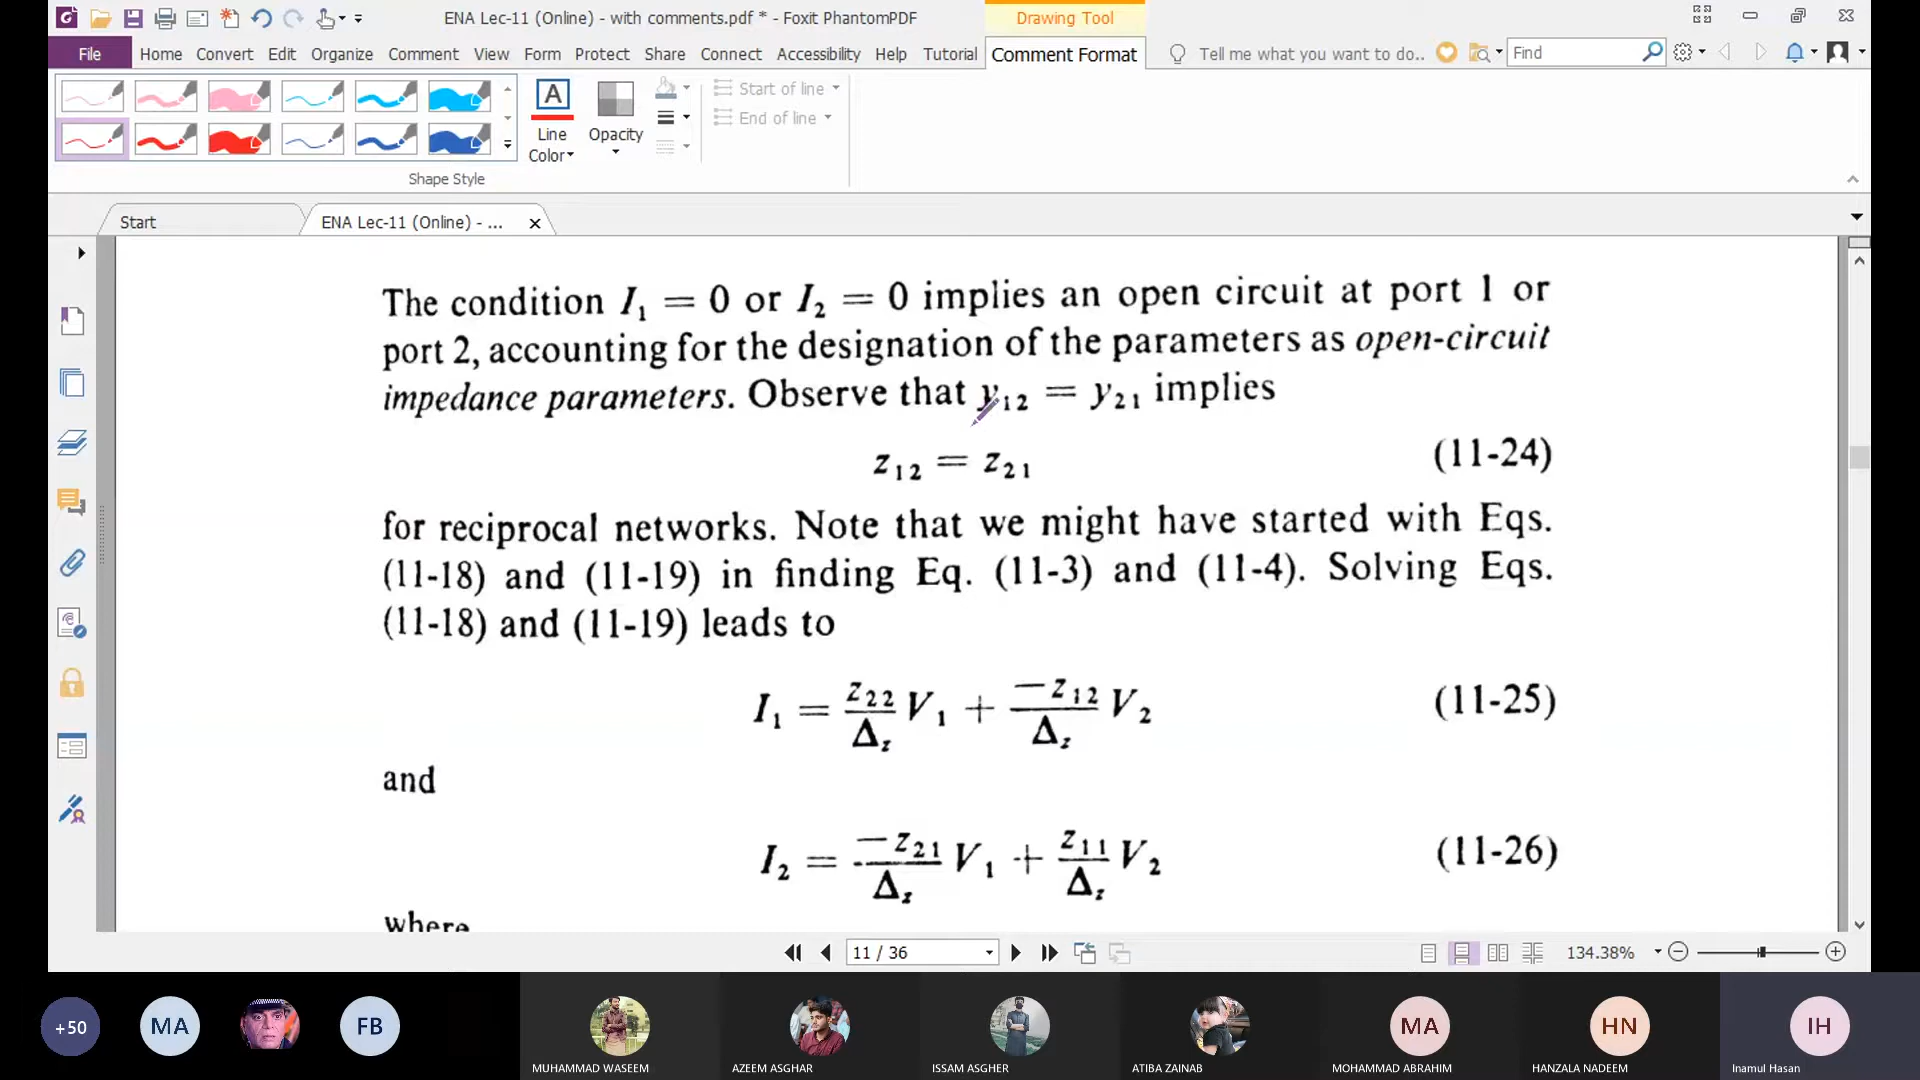 ENA Lec-11 (Online) - with comments.pdf * - Foxit PhantomPDF
Drawing Tool
File Home Convert Edit Organize Comment View Form Protect Share Connect Accessibility Help Tutorial Comment Format Tell me what you want to do.. Find
Line Color
Opacity
Start of line
End of line
Shape Style
Start
ENA Lec-11 (Online) - ...
The condition I₁ = 0 or I₂ = 0 implies an open circuit at port 1 or
port 2, accounting for the designation of the parameters as open-circuit
impedance parameters. Observe that y₁₂ = y₂₁ implies
z₁₂ = z₂₁ (11-24)
for reciprocal networks. Note that we might have started with Eqs.
(11-18) and (11-19) in finding Eq. (11-3) and (11-4). Solving Eqs.
(11-18) and (11-19) leads to
I₁ = z₂₂/Δz V₁ + −z₁₂/Δz V₂ (11-25)
and
I₂ = −z₂₁/Δz V₁ + z₁₁/Δz V₂ (11-26)
where
11 / 36
134.38%
+50
MA
FB
MUHAMMAD WASEEM
AZEEM ASGHAR
ISSAM ASGHER
ATIBA ZAINAB
MA
MOHAMMAD ABRAHIM
HN
HANZALA NADEEM
IH
Inamul Hasan